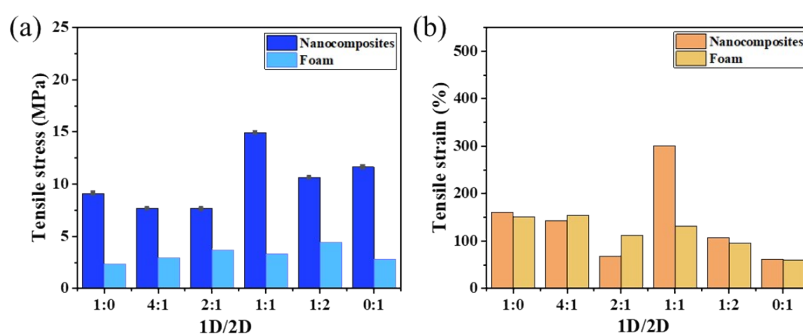 (a)
Tensile stress (MPa)
25
20
15
10
5
0
Nanocomposites
Foam
1:0 4:1 2:1 1:1 1:2 0:1
1D/2D
(b)
Tensile strain (%)
500
400
300
200
100
0
Nanocomposites
Foam
1:0 4:1 2:1 1:1 1:2 0:1
1D/2D